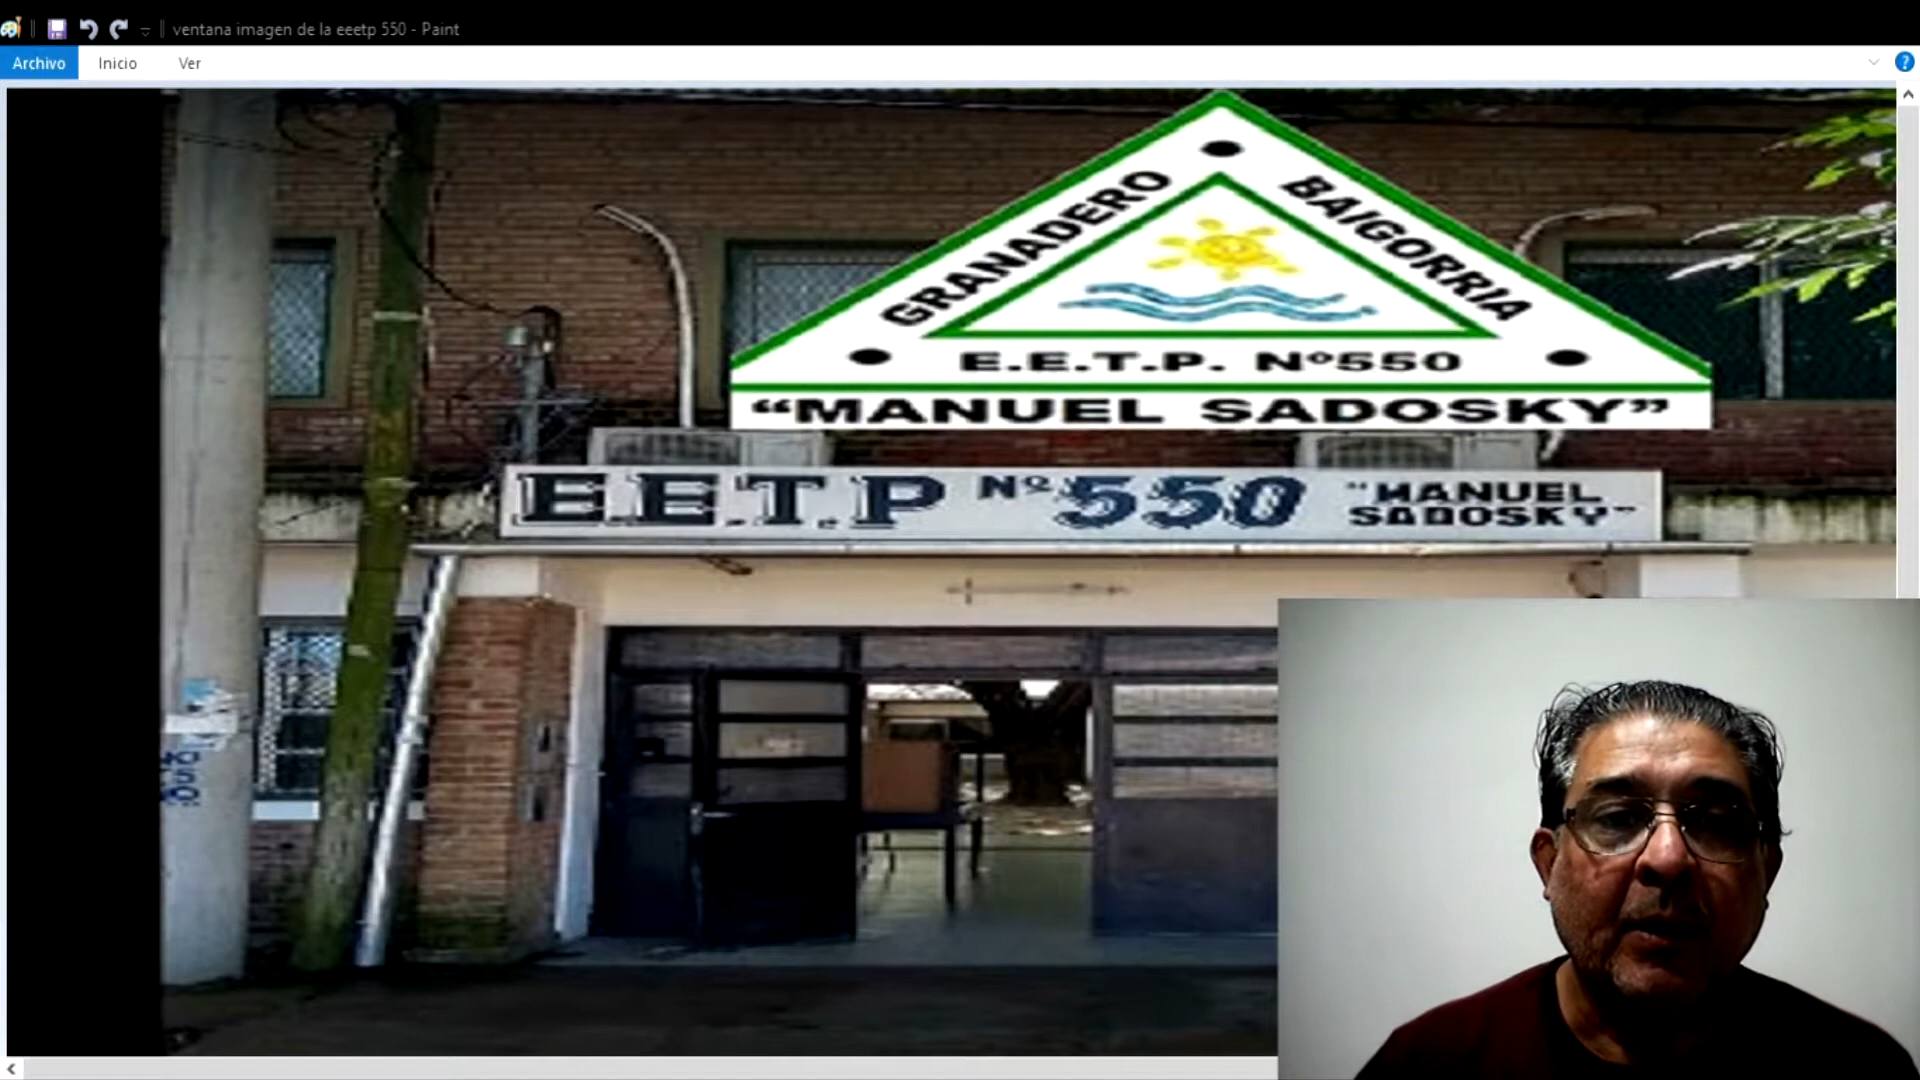 ventana imagen de la eeetp 550 - Paint
Archivo Inicio Ver
GRANADERO BAIGORRIA
E.E.T.P. Nº550
“MANUEL SADOSKY”
E.E.T.P Nº 550 "MANUEL
SADOSKY"